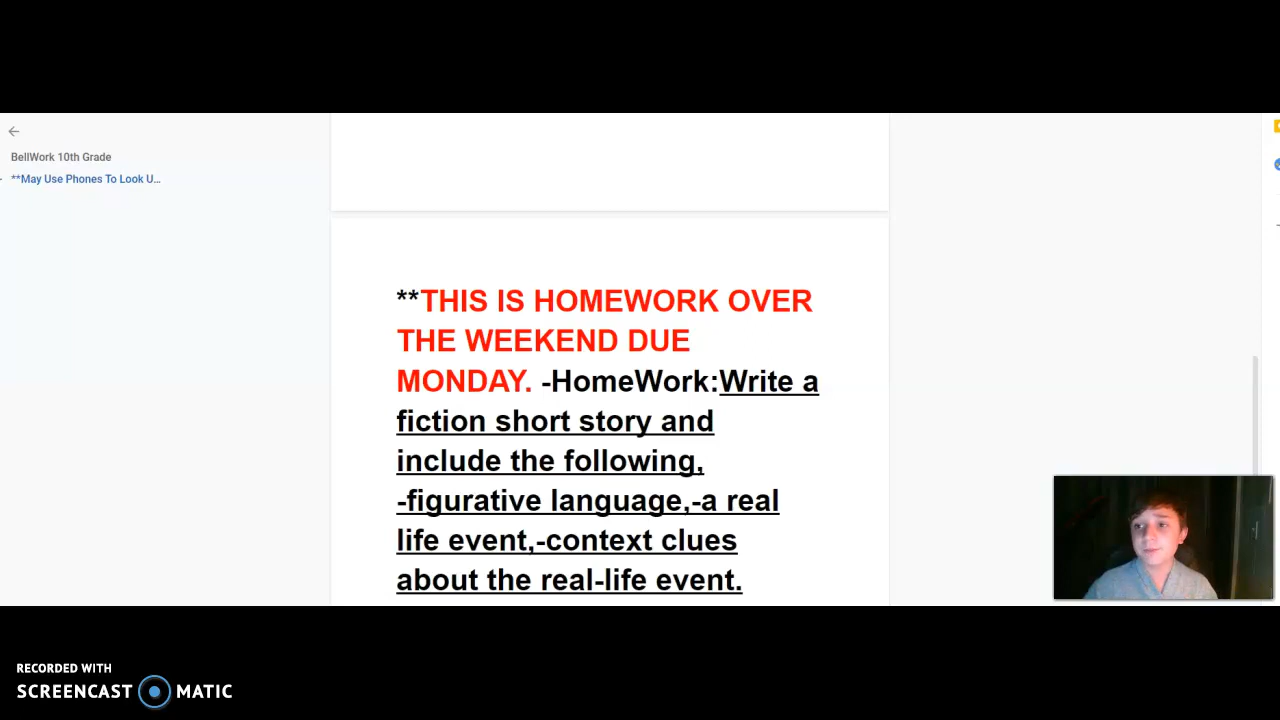 BellWork 10th Grade
**May Use Phones To Look U...
**THIS IS HOMEWORK OVER
THE WEEKEND DUE
MONDAY. -HomeWork:Write a
fiction short story and
include the following,
-figurative language,-a real
life event,-context clues
about the real-life event.
RECORDED WITH
SCREENCAST MATIC